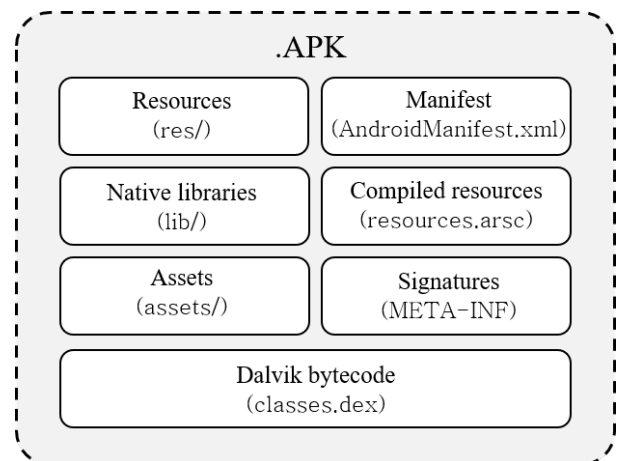 .APK
Resources
(res/)
Manifest
(AndroidManifest.xml)
Native libraries
(lib/)
Compiled resources
(resources.arsc)
Assets
(assets/)
Signatures
(META-INF)
Dalvik bytecode
(classes.dex)